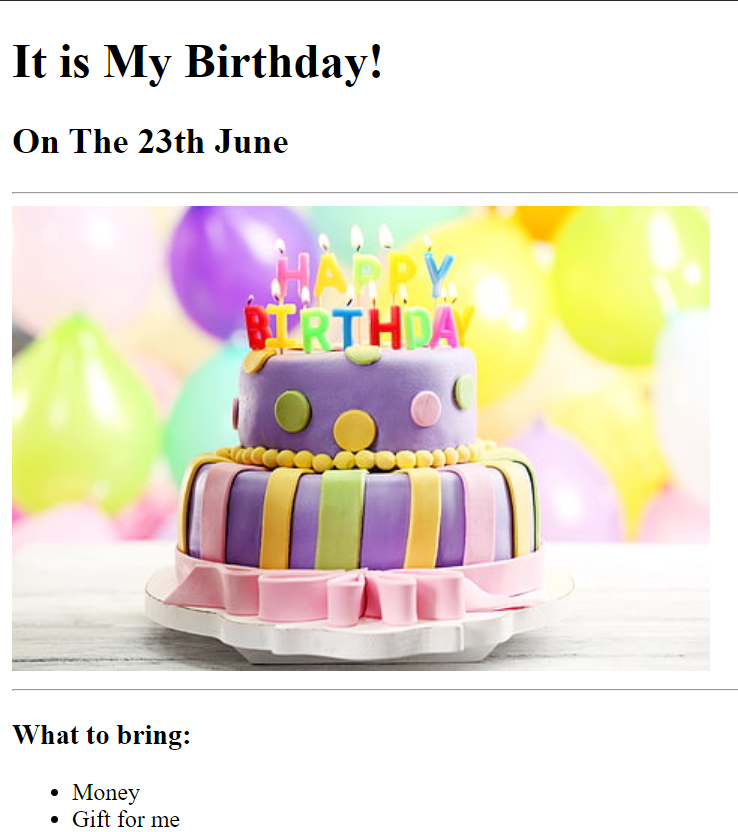 It is My Birthday!
On The 23th June
HAPPY
BIRTHDAY
What to bring:
Money
Gift for me